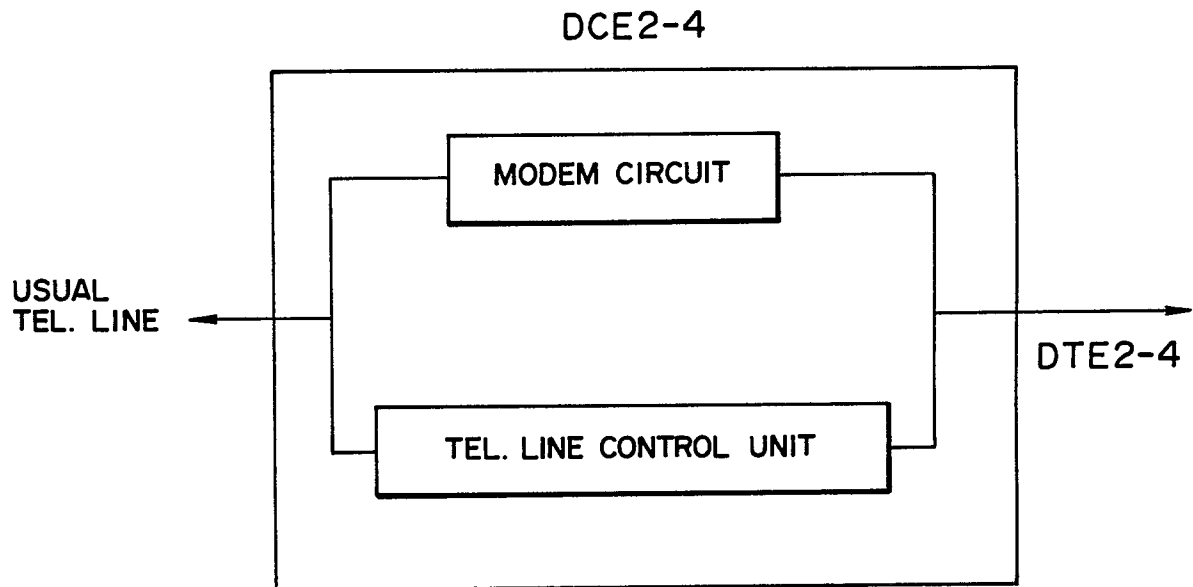 DCE2-4
MODEM CIRCUIT
USUAL
TEL. LINE
DTE2-4
TEL. LINE CONTROL UNIT